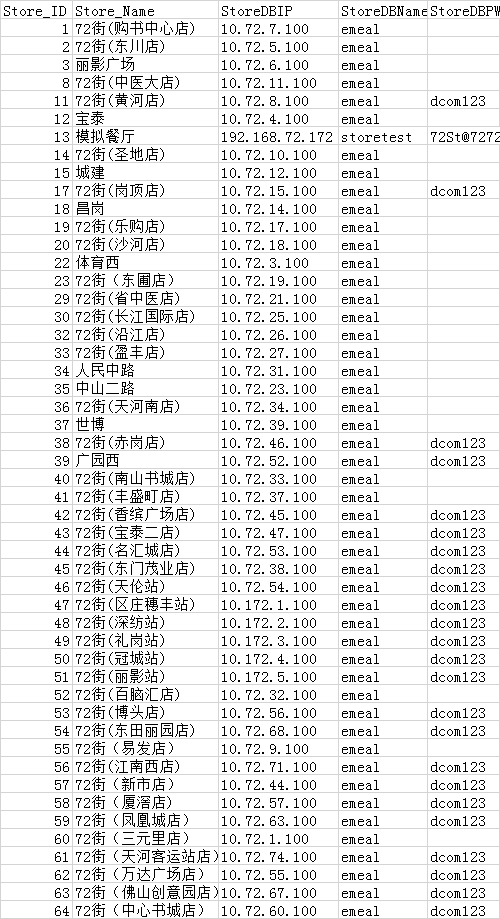 Store_ID Store_Name StoreDBIP StoreDBName StoreDBPW
1 72街(购书中心店) 10.72.7.100 emeal
2 72街(东川店) 10.72.5.100 emeal
3 丽影广场 10.72.6.100 emeal
8 72街(中医大店) 10.72.11.100 emeal
11 72街(黄河店) 10.72.8.100 emeal dcom123
12 宝泰 10.72.4.100 emeal
13 模拟餐厅 192.168.72.172 storetest 72St@7272
14 72街(圣地店) 10.72.10.100 emeal
15 城建 10.72.12.100 emeal
17 72街(岗顶店) 10.72.15.100 emeal dcom123
18 昌岗 10.72.14.100 emeal
19 72街(乐购店) 10.72.17.100 emeal
20 72街(沙河店) 10.72.18.100 emeal
22 体育西 10.72.3.100 emeal
23 72街（东圃店) 10.72.19.100 emeal
29 72街(省中医店) 10.72.21.100 emeal
30 72街(长江国际店) 10.72.25.100 emeal
32 72街(沿江店) 10.72.26.100 emeal
33 72街(盈丰店) 10.72.27.100 emeal
34 人民中路 10.72.31.100 emeal
35 中山二路 10.72.23.100 emeal
36 72街(天河南店) 10.72.34.100 emeal
37 世博 10.72.39.100 emeal
38 72街(赤岗店) 10.72.46.100 emeal dcom123
39 广园西 10.72.52.100 emeal dcom123
40 72街(南山书城店) 10.72.33.100 emeal
41 72街(丰盛町店) 10.72.37.100 emeal
42 72街(香缤广场店) 10.72.45.100 emeal dcom123
43 72街(宝泰二店) 10.72.47.100 emeal dcom123
44 72街(名汇城店) 10.72.53.100 emeal dcom123
45 72街(东门茂业店) 10.72.38.100 emeal dcom123
46 72街(天伦站) 10.72.54.100 emeal dcom123
47 72街(区庄穗丰站) 10.172.1.100 emeal dcom123
48 72街(深纺站) 10.172.2.100 emeal dcom123
49 72街(礼岗站) 10.172.3.100 emeal dcom123
50 72街(冠城站) 10.172.4.100 emeal dcom123
51 72街(丽影站) 10.172.5.100 emeal dcom123
52 72街(百脑汇店) 10.72.32.100 emeal
53 72街(博头店) 10.72.56.100 emeal dcom123
54 72街(东田丽园店) 10.72.68.100 emeal dcom123
55 72街（易发店） 10.72.9.100 emeal
56 72街(江南西店) 10.72.71.100 emeal dcom123
57 72街（新市店） 10.72.44.100 emeal dcom123
58 72街（厦滘店） 10.72.57.100 emeal dcom123
59 72街（凤凰城店） 10.72.63.100 emeal dcom123
60 72街（三元里店） 10.72.1.100 emeal
61 72街（天河客运站店） 10.72.74.100 emeal dcom123
62 72街（万达广场店） 10.72.55.100 emeal dcom123
63 72街（佛山创意园店） 10.72.67.100 emeal dcom123
64 72街（中心书城店） 10.72.60.100 emeal dcom123